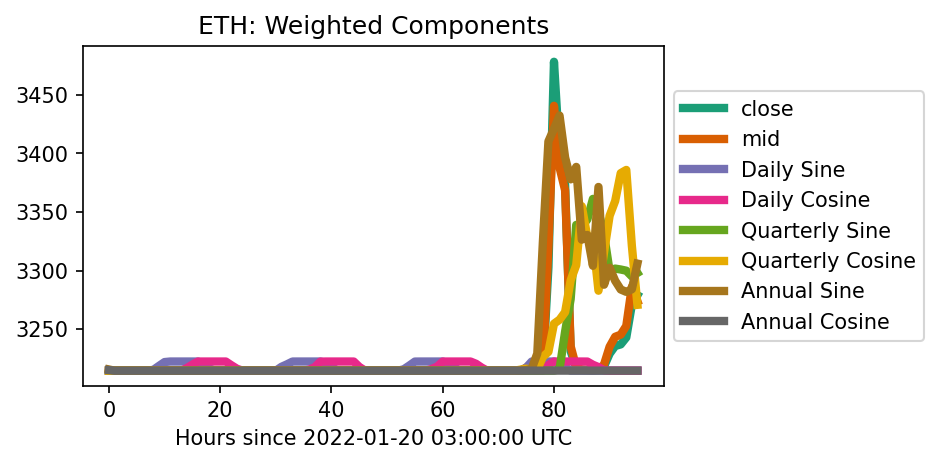 ETH: Weighted Components
3450
3400
3350
3300
3250
0 20 40 60 80
Hours since 2022-01-20 03:00:00 UTC
close
mid
Daily Sine
Daily Cosine
Quarterly Sine
Quarterly Cosine
Annual Sine
Annual Cosine